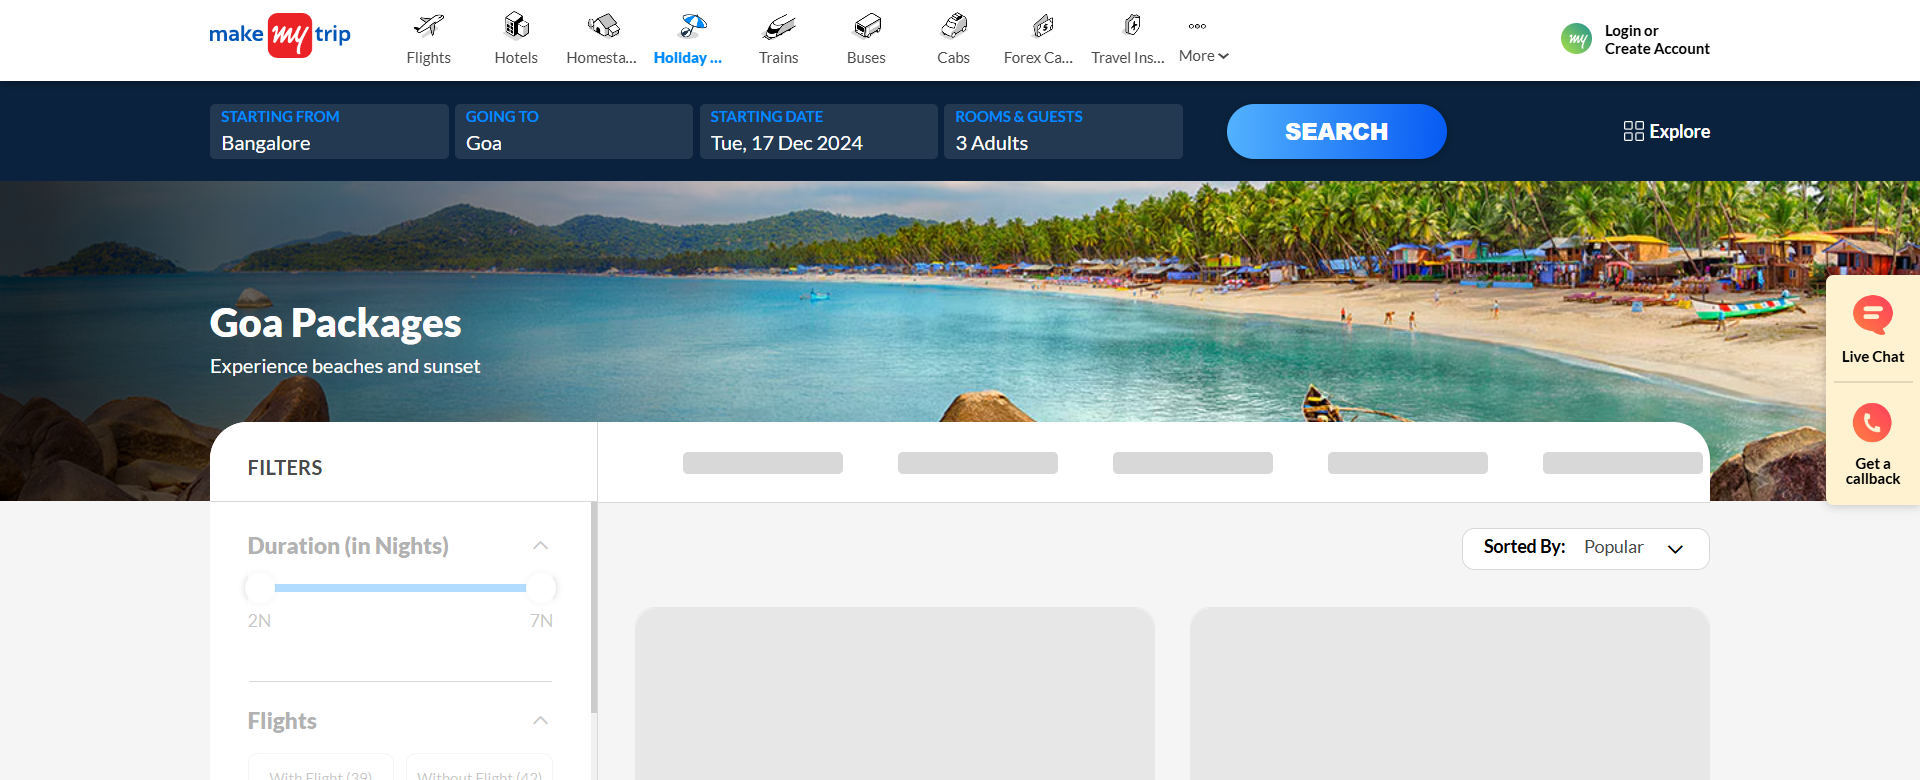 make my trip
Flights
Hotels
Homesta...
Holiday ...
Trains
Buses
Cabs
Forex Ca...
Travel Ins...
More
my
Login or
Create Account
STARTING FROM
Bangalore
GOING TO
Goa
STARTING DATE
Tue, 17 Dec 2024
ROOMS & GUESTS
3 Adults
SEARCH
Explore
Goa Packages
Experience beaches and sunset
Live Chat
Get a
callback
FILTERS
Duration (in Nights)
2N
7N
Sorted By: Popular
Flights
With Flight (39)
Without Flight (42)